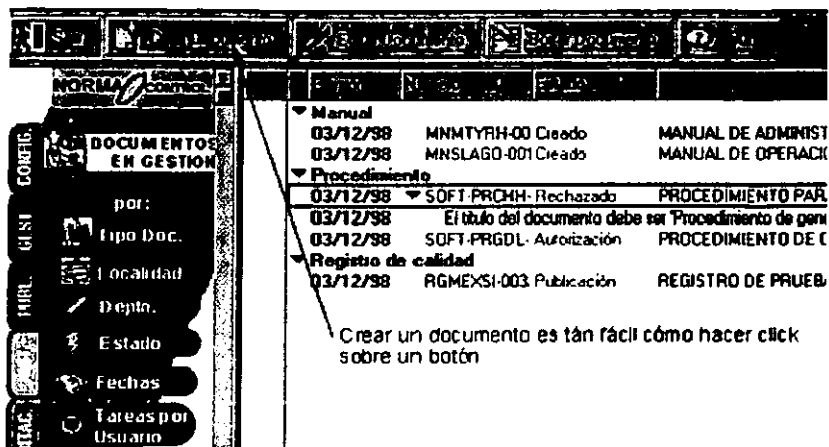 NORMA CONTROL
DOCUMENTOS
EN GESTION
por:
Tipo Doc.
Localidad
Depto.
Estado
Fechas
Tareas por
Usuario
CONFIG.
GEST
Manual
03/12/98 MNMTYRH-00 Creado MANUAL DE ADMINIST
03/12/98 MNSLAGO-001 Creado MANUAL DE OPERACI
Procedimiento
03/12/98 SOFT-PRCHH- Rechazado PROCEDIMIENTO PAR
03/12/98 El titulo del documento debe ser 'Procedimiento de gene
03/12/98 SOFT-PRGDL- Autorización PROCEDIMIENTO DE C
Registro de calidad
03/12/98 RGMEXSI-003. Publicación REGISTRO DE PRUEB
Crear un documento es tán fácil cómo hacer click
sobre un botón